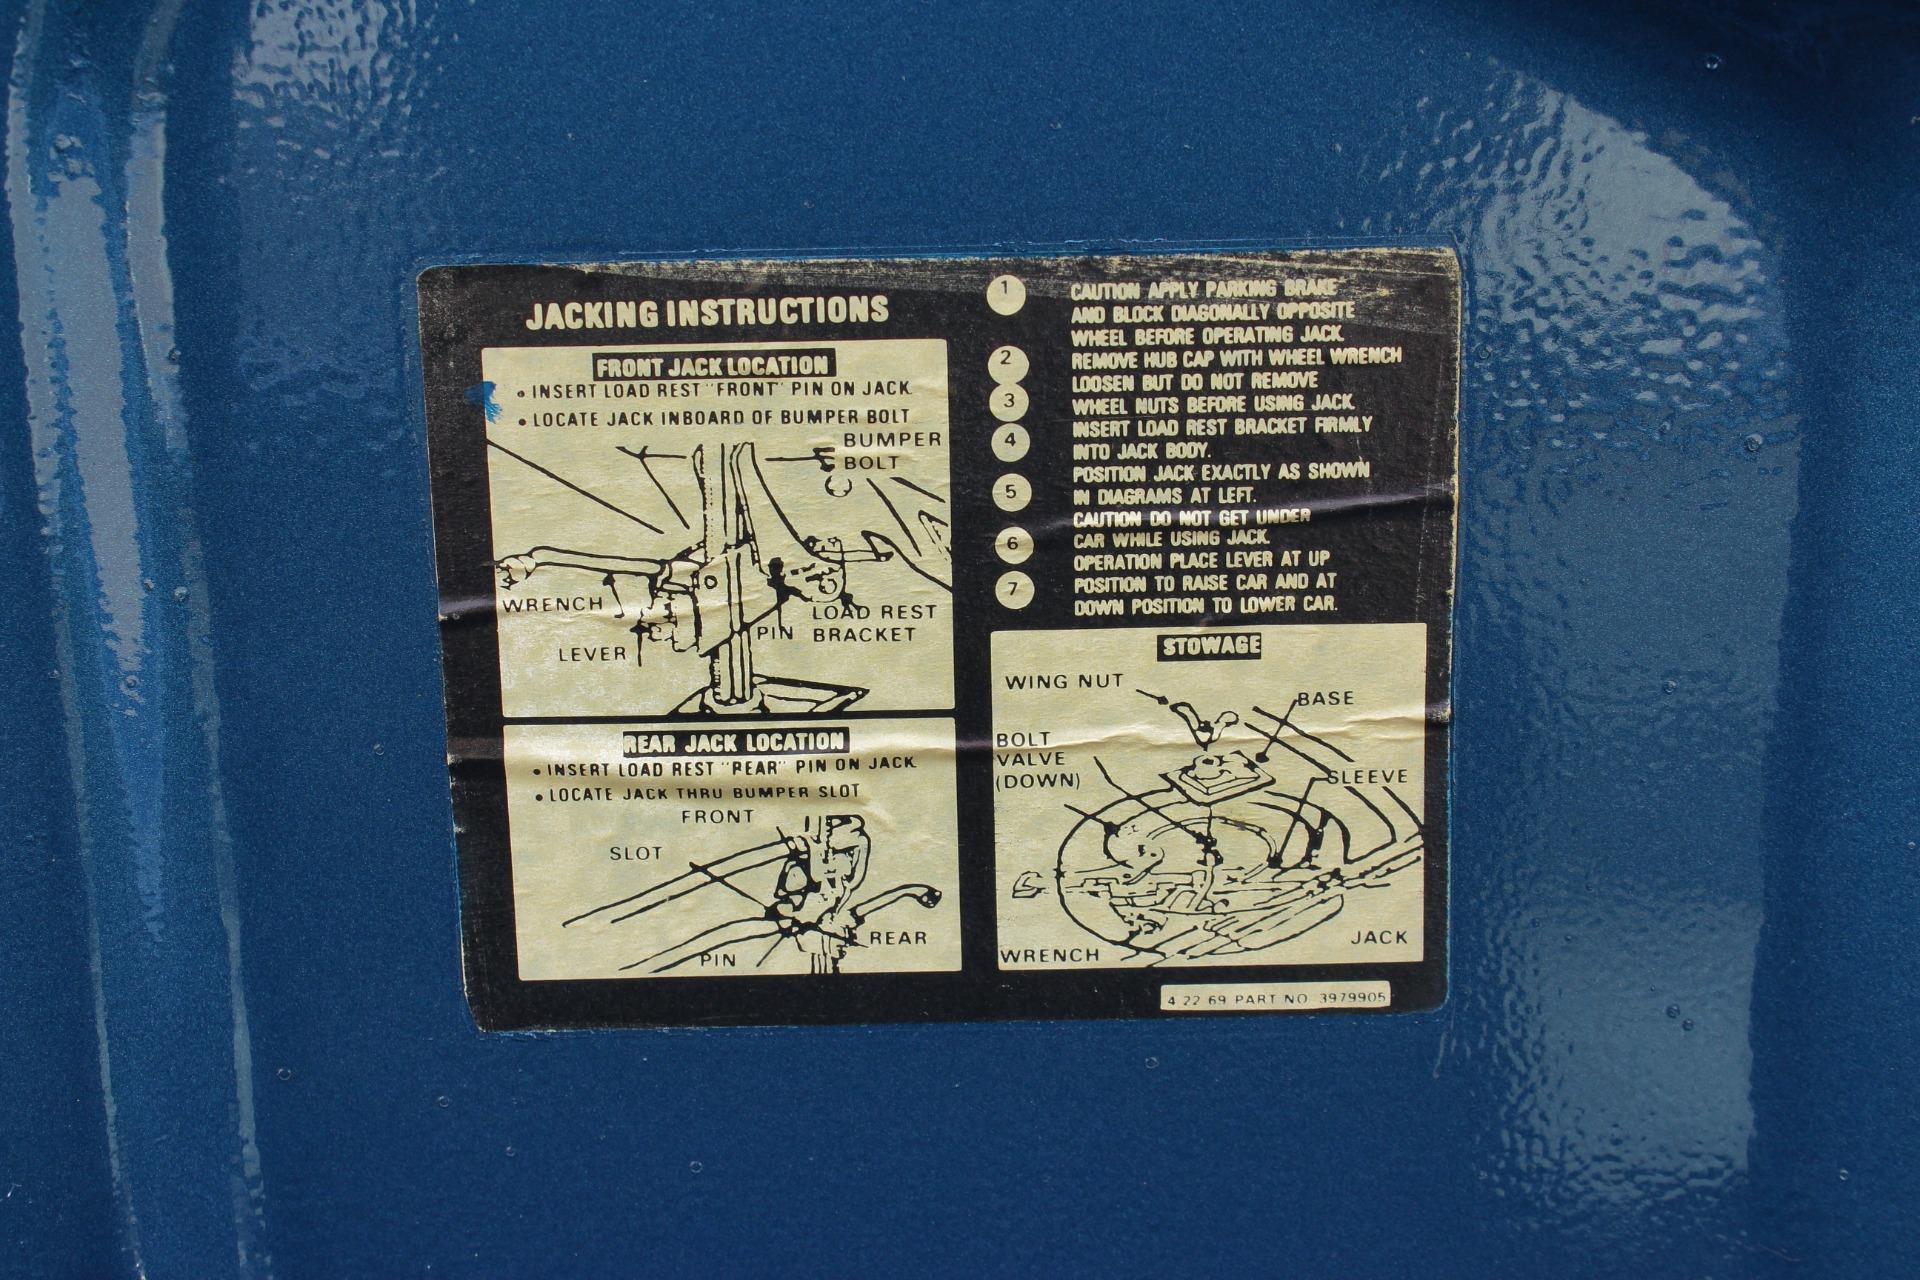 JACKING INSTRUCTIONS
FRONT JACK LOCATION
• INSERT LOAD REST "FRONT" PIN ON JACK
• LOCATE JACK INBOARD OF BUMPER BOLT
BUMPER
BOLT
WRENCH
LEVER
PIN
LOAD REST
BRACKET
REAR JACK LOCATION
• INSERT LOAD REST "REAR" PIN ON JACK
• LOCATE JACK THRU BUMPER SLOT
FRONT
SLOT
REAR
PIN
1
CAUTION APPLY PARKING BRAKE
AND BLOCK DIAGONALLY OPPOSITE
WHEEL BEFORE OPERATING JACK
2
REMOVE HUB CAP WITH WHEEL WRENCH
LOOSEN BUT DO NOT REMOVE
3
WHEEL NUTS BEFORE USING JACK
4
INSERT LOAD REST BRACKET FIRMLY
INTO JACK BODY.
POSITION JACK EXACTLY AS SHOWN
5
IN DIAGRAMS AT LEFT.
CAUTION DO NOT GET UNDER
6
CAR WHILE USING JACK.
OPERATION PLACE LEVER AT UP
7
POSITION TO RAISE CAR AND AT
DOWN POSITION TO LOWER CAR.
STOWAGE
WING NUT
BASE
BOLT
VALVE
(DOWN)
SLEEVE
JACK
WRENCH
4 22 69 PART NO. 3979905